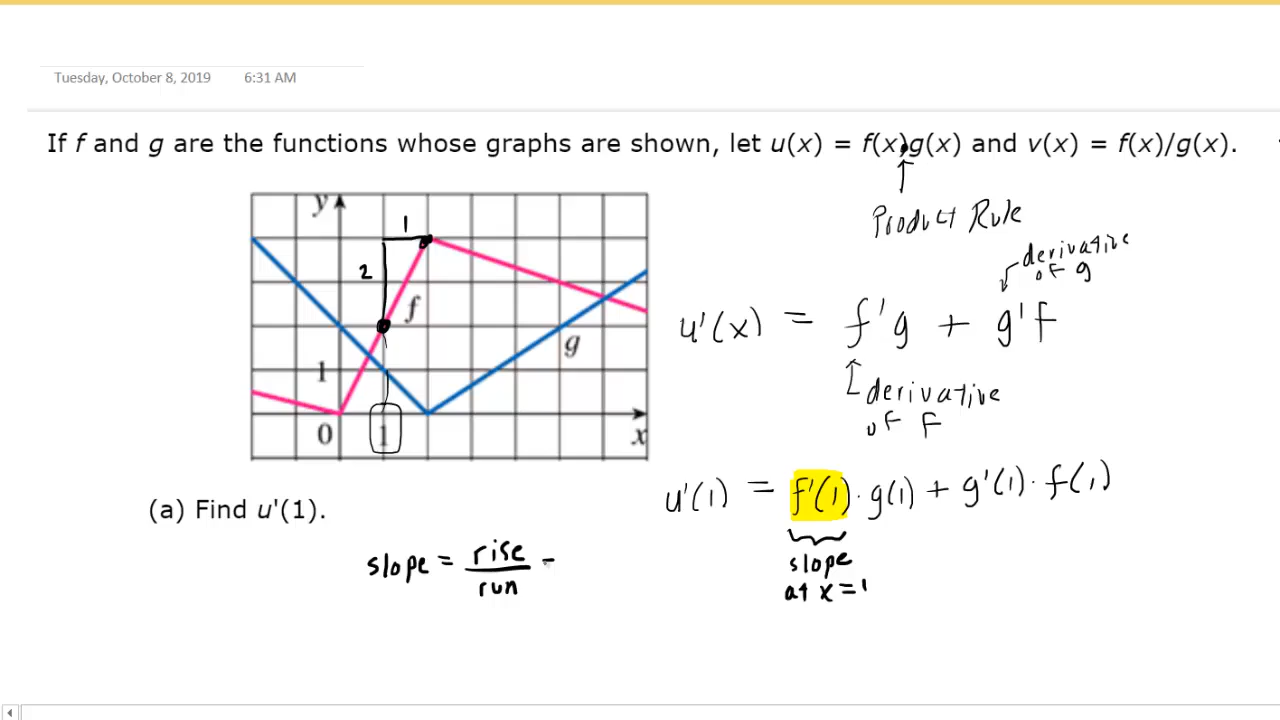 Tuesday, October 8, 2019 6:31 AM
If f and g are the functions whose graphs are shown, let u(x) = f(x)•g(x) and v(x) = f(x)/g(x).
Product Rule
y
1
2
f
g
1
0
1
x
derivative
of g
u'(x) = f'g + g'f
derivative
of f
(a) Find u'(1).
u'(1) = f'(1) · g(1) + g'(1) · f(1)
slope
at x = 1
slope = rise
run
=